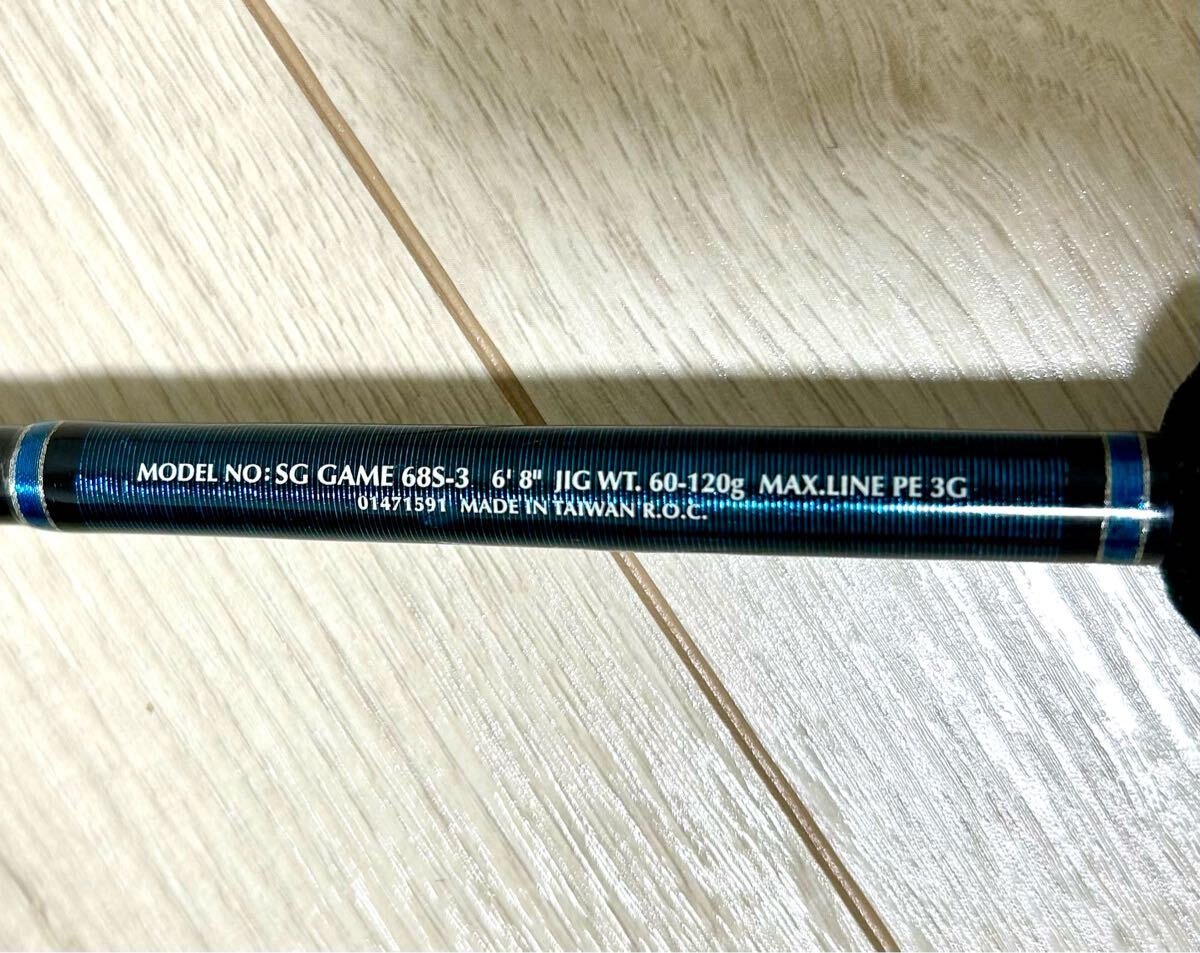 MODEL NO: SG GAME 68S-3 6' 8" JIG WT. 60-120g MAX.LINE PE 3G
01471591 MADE IN TAIWAN R.O.C.